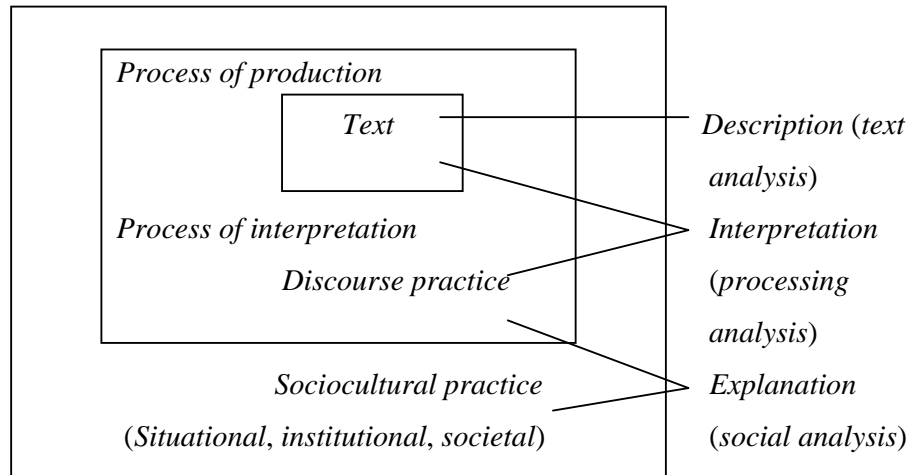 Process of production
Text
Description (text
analysis)
Process of interpretation
Interpretation
Discourse practice
(processing
analysis)
Sociocultural practice
Explanation
(Situational, institutional, societal)
(social analysis)